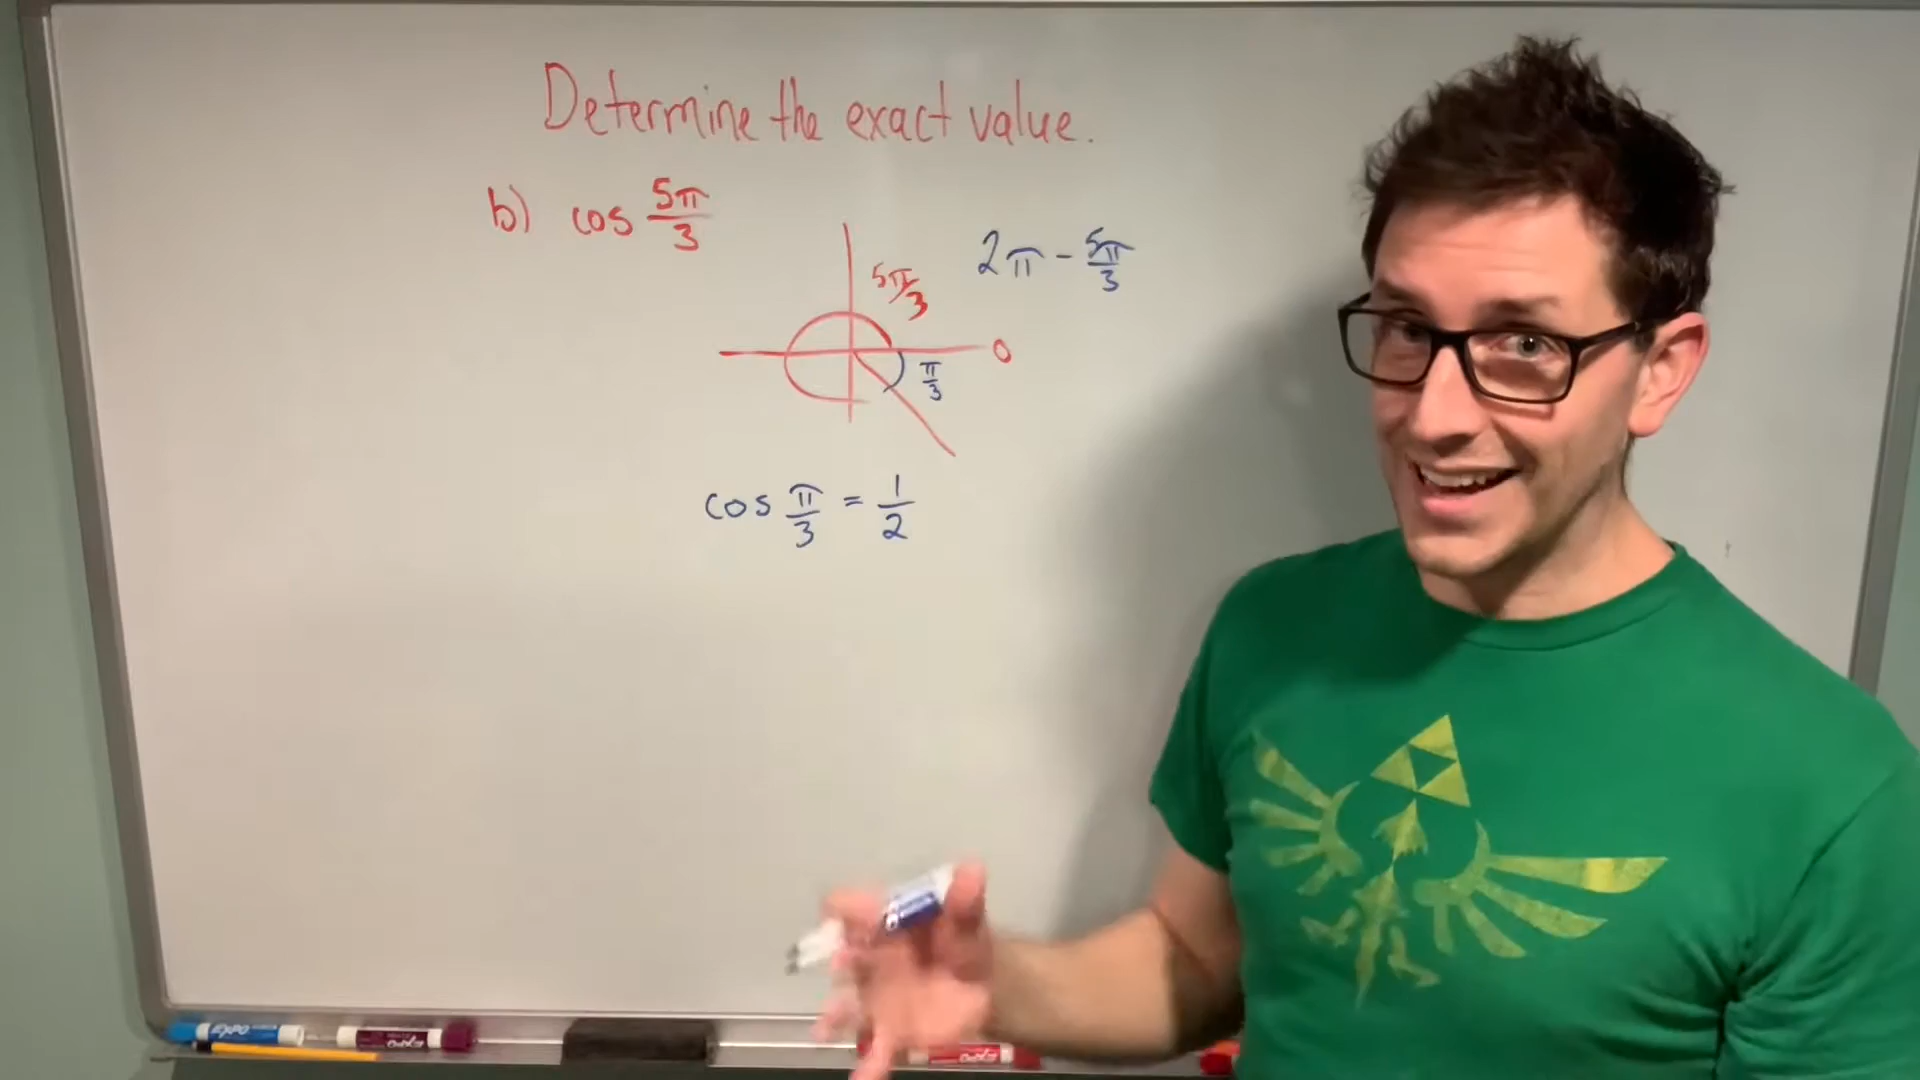 Determine the exact value.
b) cos 5π/3
5π/3
2π - 5π/3
0
π/3
cos π/3 = 1/2
EXPO
EXPO
EXPO